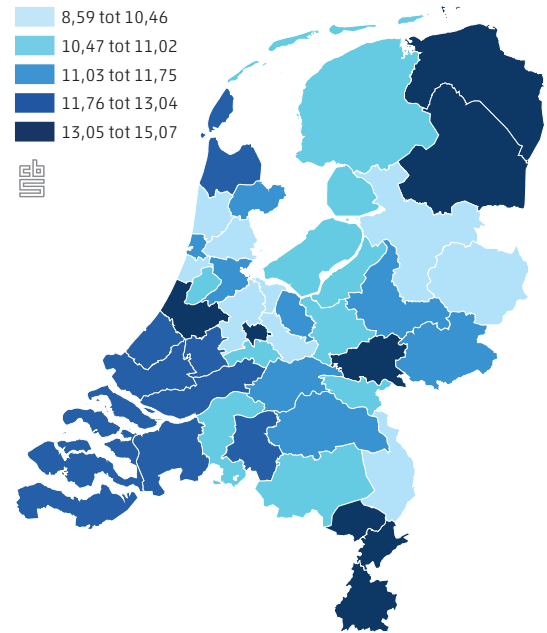 8,59 tot 10,46
10,47 tot 11,02
11,03 tot 11,75
11,76 tot 13,04
13,05 tot 15,07
cbs